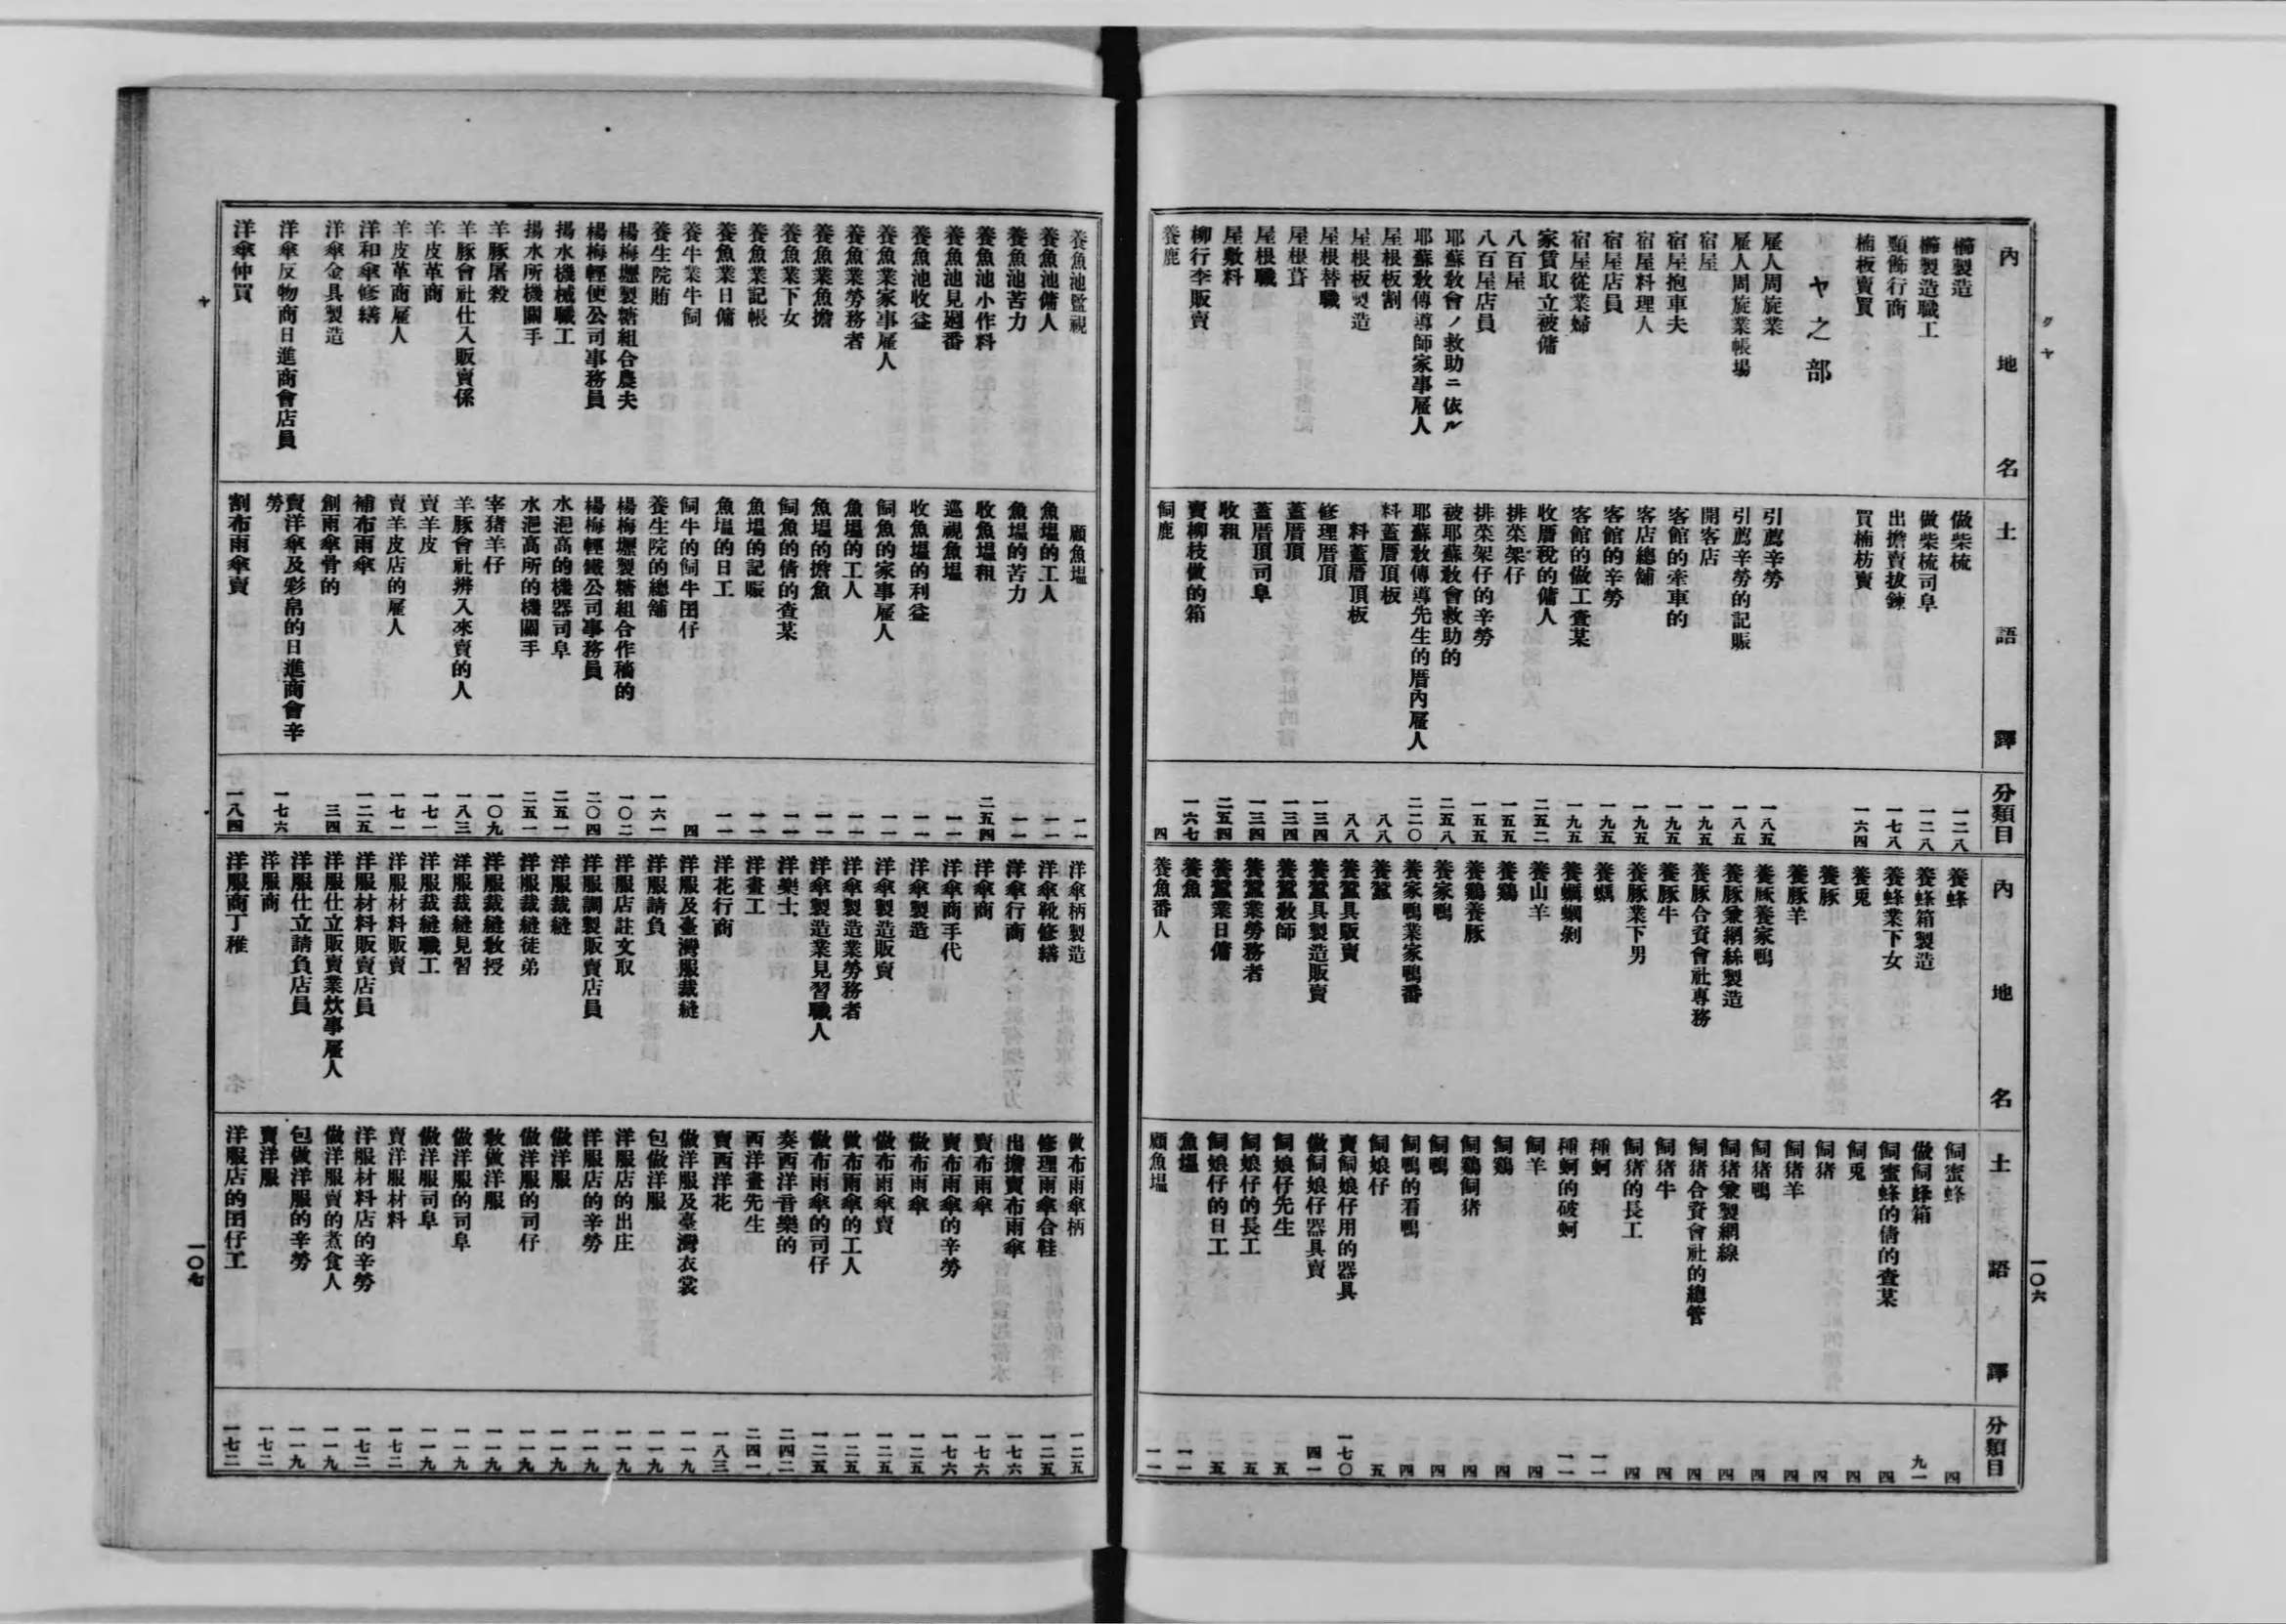 クヤ
內地名 土語譯 分類目
櫛製造 做柴梳 一二八
櫛製造職工 做柴梳司阜 一二八
頸飾行商 出擔賣拔鍊 一七八
楠板賣買 買楠枋賣 一六四
ヤ之部
雇人周旋業 引薦辛勞 一八五
雇人周旋業帳場 引薦辛勞的記賬 一八五
宿屋 開客店 一九五
宿屋抱車夫 客館的牽車的 一九五
宿屋料理人 客店總舖 一九五
宿屋店員 客館的辛勞 一九五
宿屋從業婦 客館的做工查某 一九五
家賃取立被傭 收厝稅的傭人 二五二
八百屋 排菜架仔 一五五
八百屋店員 排菜架仔的辛勞 一五五
耶蘇敎會ノ救助ニ依ル 被耶蘇敎會救助的 二五八
耶蘇敎傳導師家事雇人 耶蘇敎傳導先生的厝內雇人 二二〇
屋根板割 料蓋厝頂板 八八
屋根板製造 料蓋厝頂板 八八
屋根替職 修理厝頂 一三四
屋根葺 蓋厝頂 一三四
屋根職 蓋厝頂司阜 一三四
屋敷料 收租 二五四
柳行李販賣 賣柳枝做的箱 一六七
養鹿 飼鹿 四
內地名 土語譯 分類目
養蜂 飼蜜蜂 四
養蜂箱製造 做飼蜂箱 九一
養蜂業下女 飼蜜蜂的倩的查某 四
養兎 飼兎 四
養豚 飼猪 四
養豚羊 飼猪羊 四
養豚養家鴨 飼猪鴨 四
養豚兼網絲製造 飼猪兼製網線 四
養豚合資會社專務 飼猪合資會社的總管 四
養豚牛 飼猪牛 四
養豚業下男 飼猪的長工 四
養蠣 種蚵 一一
養蠣蠣剝 種蚵的破蚵 一一
養山羊 飼羊 四
養鷄 飼鷄 四
養鷄養豚 飼鷄飼猪 四
養家鴨 飼鴨 四
養家鴨業家鴨番 飼鴨的看鴨 四
養蠶 飼娘仔 五
養蠶具販賣 賣飼娘仔用的器具 一七〇
養蠶具製造販賣 做飼娘仔器具賣 四一
養蠶敎師 飼娘仔先生 五
養蠶業勞務者 飼娘仔的長工 五
養蠶業日傭 飼娘仔的日工 五
養魚 魚塭 一一
養魚番人 顧魚塭 一一
一〇六
養魚池監視 顧魚塭 一一
養魚池傭人 魚塭的工人 一一
養魚池苦力 魚塭的苦力 一一
養魚池小作料 收魚塭租 二五四
養魚池見廻番 巡視魚塭 一一
養魚池收益 收魚塭的利益 一一
養魚業家事雇人 飼魚的家事雇人 一一
養魚業勞務者 魚塭的工人 一一
養魚業魚擔 魚塭的擔魚 一一
養魚業下女 飼魚的倩的查某 一一
養魚業記帳 魚塭的記賬 一一
養魚業日傭 魚塭的日工 一一
養牛業牛飼 飼牛的飼牛囝仔 四
養生院賄 養生院的總舖 一六一
楊梅壢製糖組合農夫 楊梅壢製糖組合作穡的 一〇二
楊梅輕便公司事務員 楊梅輕鐵公司事務員 二〇四
揚水機械職工 水滬高的機器司阜 二五一
揚水所機關手 水滬高所的機關手 二五一
羊豚屠殺 宰猪羊仔 一〇九
羊豚會社仕入販賣係 羊豚會社辨入來賣的人 一八三
羊皮革商 賣羊皮 一七一
羊皮革商雇人 賣羊皮店的雇人 一七一
洋和傘修繕 補布雨傘 一二五
洋傘金具製造 創雨傘骨的 三四
洋傘反物商日進商會店員 賣洋傘及彩帛的日進商會辛勞 一七六
洋傘仲買 割布雨傘賣 一八四
洋傘柄製造 做布雨傘柄 一二五
洋傘靴修繕 修理雨傘合鞋 一二五
洋傘行商 出擔賣布雨傘 一七六
洋傘商 賣布雨傘 一七六
洋傘商手代 賣布雨傘的辛勞 一七六
洋傘製造 做布雨傘 一二五
洋傘製造販賣 做布雨傘賣 一二五
洋傘製造業勞務者 做布雨傘的工人 一二五
洋傘製造業見習職人 做布雨傘的司仔 一二五
洋樂士 奏西洋音樂的 二四二
洋畫工 西洋畫先生 二四一
洋花行商 賣西洋花 一八三
洋服及臺灣服裁縫 做洋服及臺灣衣裳 一一九
洋服請負 包做洋服 一一九
洋服店註文取 洋服店的出庄 一一九
洋服調製販賣店員 洋服店的辛勞 一一九
洋服裁縫 做洋服 一一九
洋服裁縫徒弟 做洋服的司仔 一一九
洋服裁縫敎授 敎做洋服 一一九
洋服裁縫見習 做洋服的司阜 一一九
洋服裁縫職工 做洋服司阜 一一九
洋服材料販賣 賣洋服材料 一七二
洋服材料販賣店員 洋服材料店的辛勞 一七二
洋服仕立販賣業炊事雇人 做洋服賣的煮食人 一一九
洋服仕立請負店員 包做洋服的辛勞 一一九
洋服商 賣洋服 一七二
洋服商丁稚 洋服店的囝仔工 一七二
ヤ
一〇七